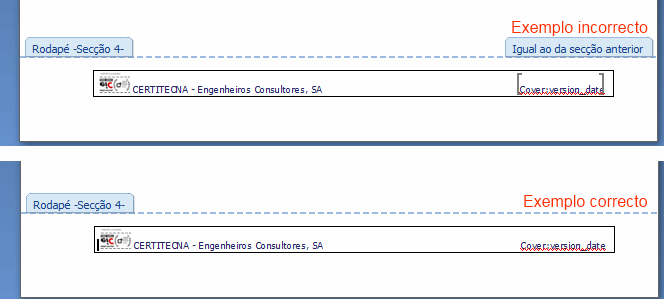 Exemplo incorrecto
Rodapé -Secção 4-
Igual ao da secção anterior
CERTITECNA - Engenheiros Consultores, SA
Cover:version_date
Exemplo correcto
Rodapé -Secção 4-
CERTITECNA - Engenheiros Consultores, SA
Cover:version_date